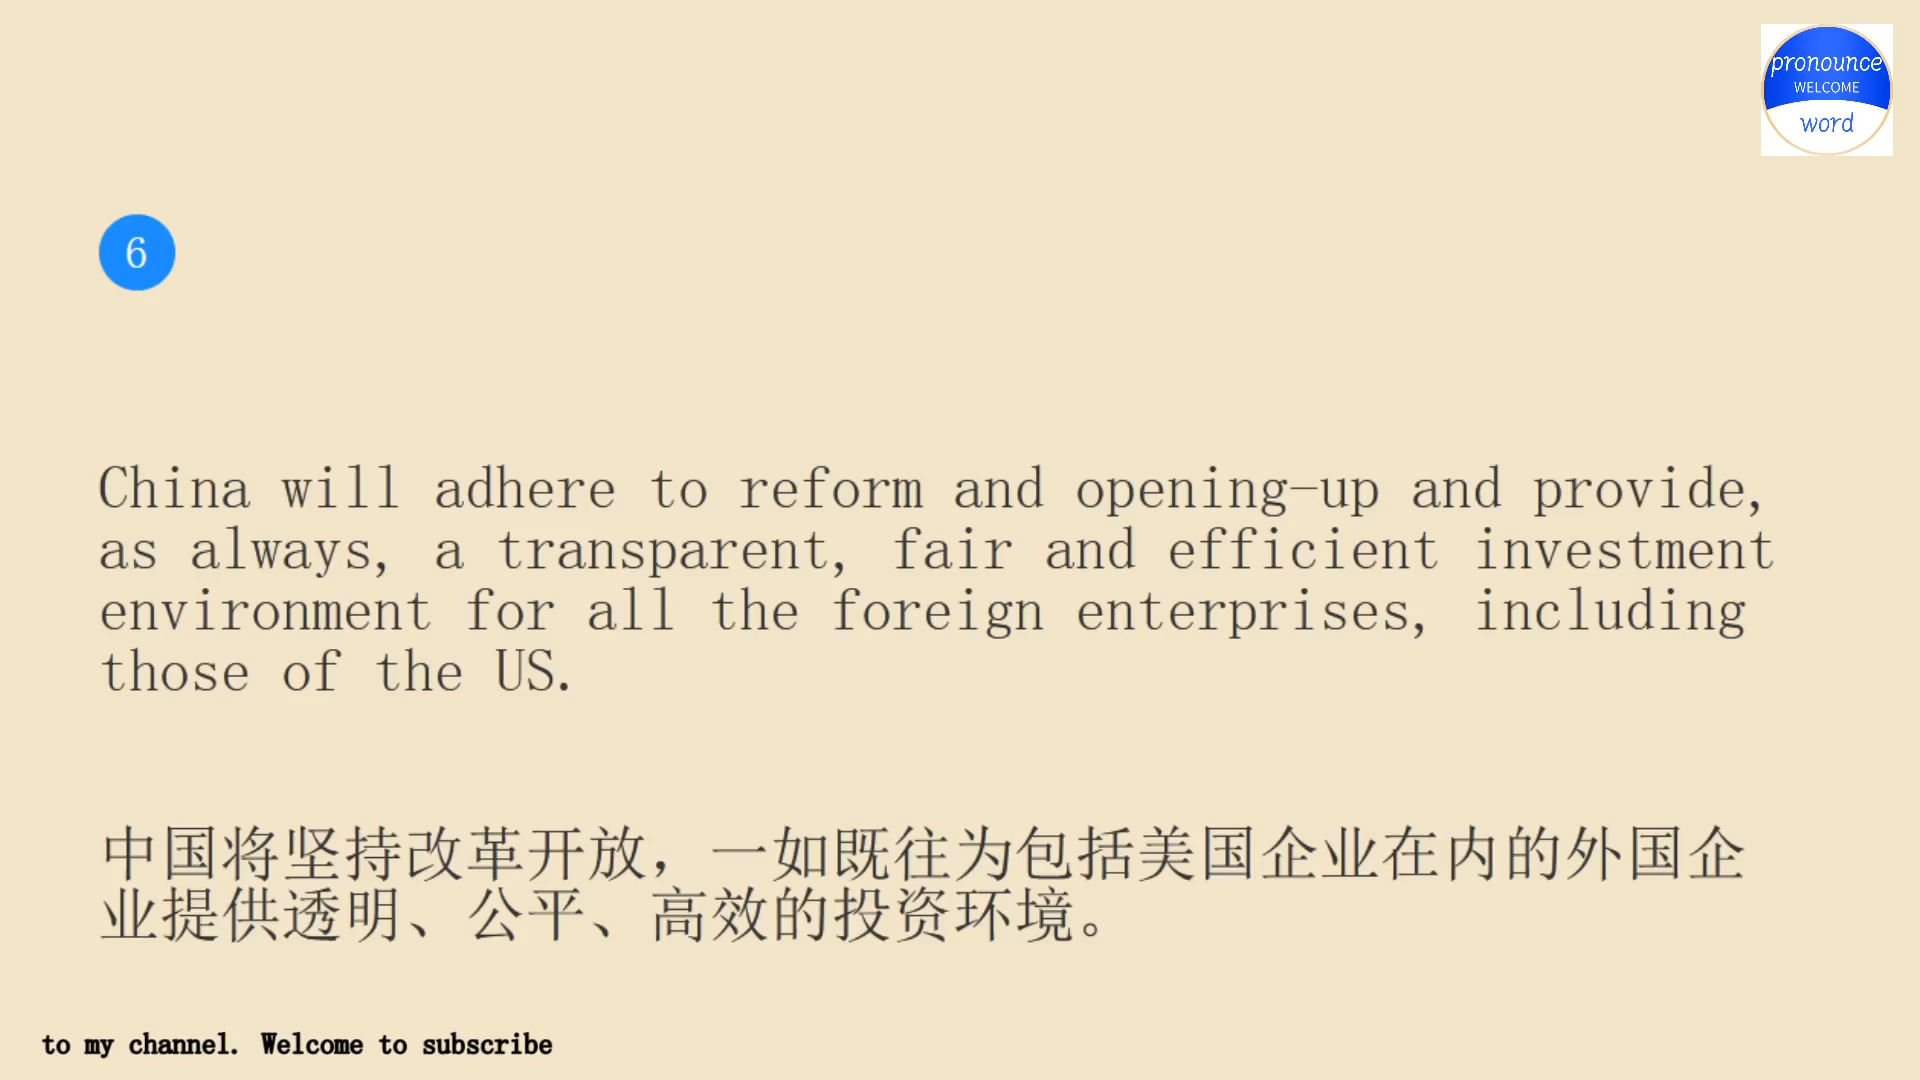 pronounce
WELCOME
word
6
China will adhere to reform and opening-up and provide,
as always, a transparent, fair and efficient investment
environment for all the foreign enterprises, including
those of the US.
中国将坚持改革开放，一如既往为包括美国企业在内的外国企
业提供透明、公平、高效的投资环境。
to my channel. Welcome to subscribe